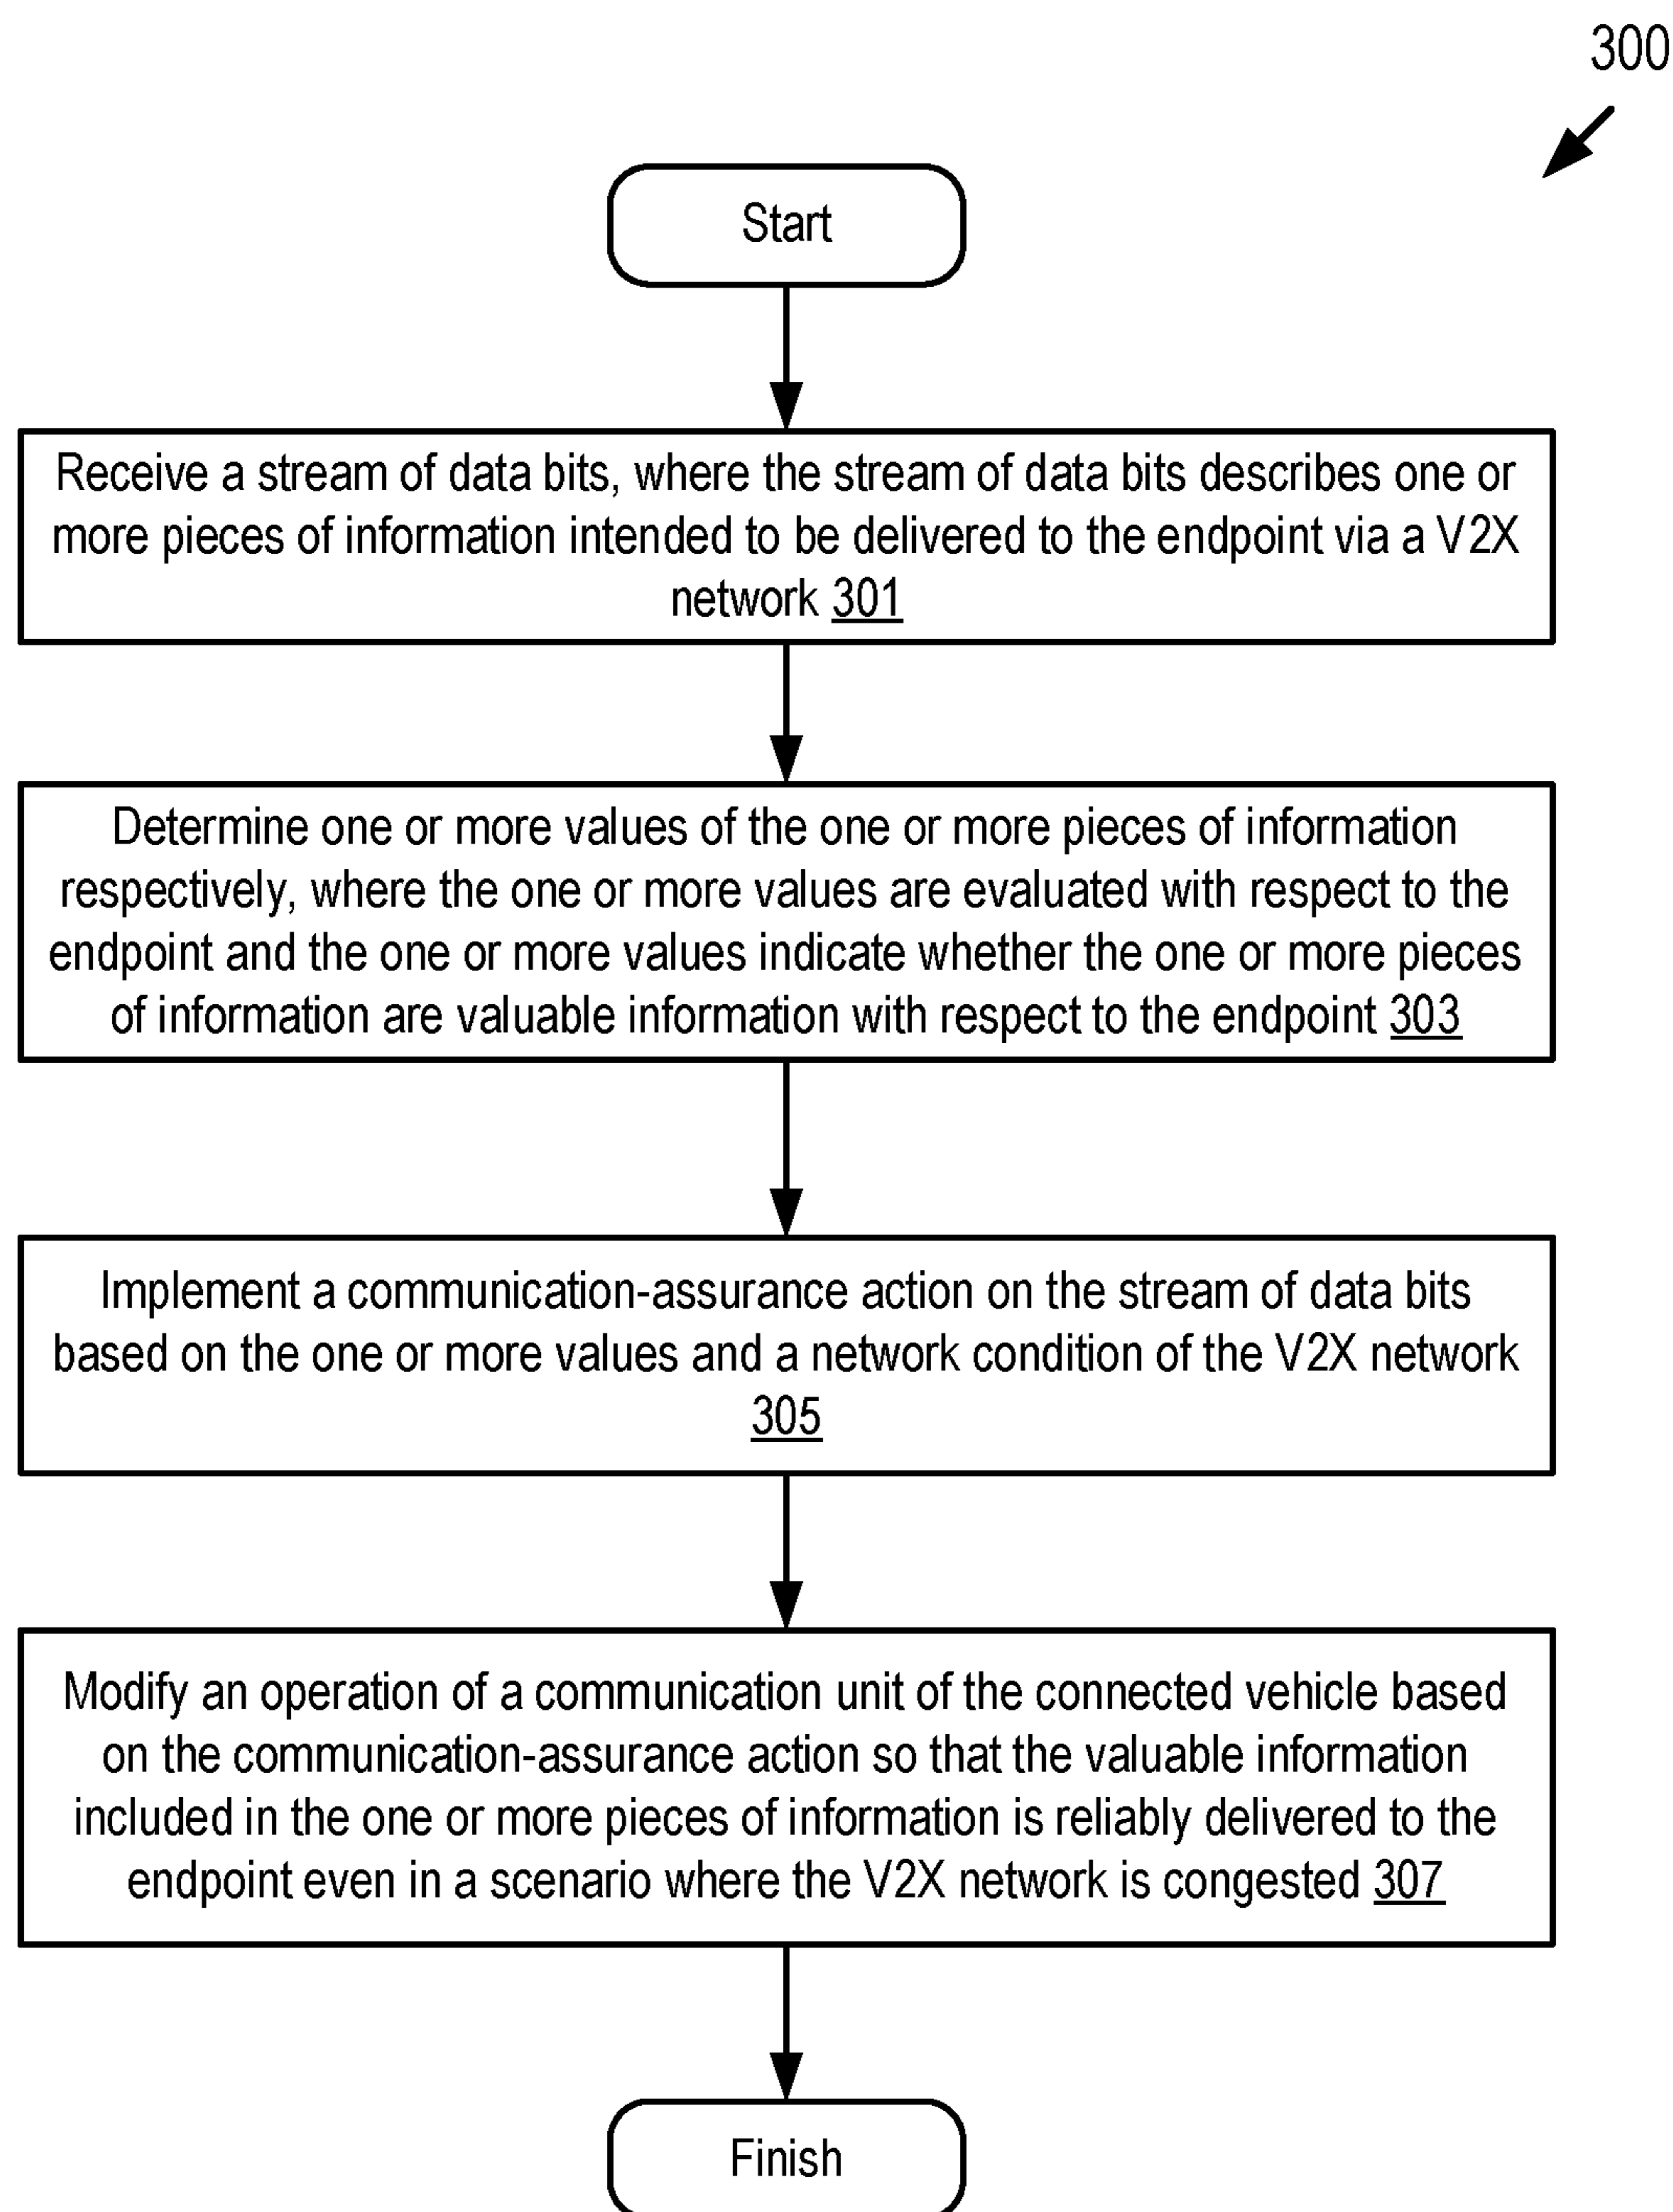 300
Start
Receive a stream of data bits, where the stream of data bits describes one or
more pieces of information intended to be delivered to the endpoint via a V2X
network 301
Determine one or more values of the one or more pieces of information
respectively, where the one or more values are evaluated with respect to the
endpoint and the one or more values indicate whether the one or more pieces
of information are valuable information with respect to the endpoint 303
Implement a communication-assurance action on the stream of data bits
based on the one or more values and a network condition of the V2X network
305
Modify an operation of a communication unit of the connected vehicle based
on the communication-assurance action so that the valuable information
included in the one or more pieces of information is reliably delivered to the
endpoint even in a scenario where the V2X network is congested 307
Finish